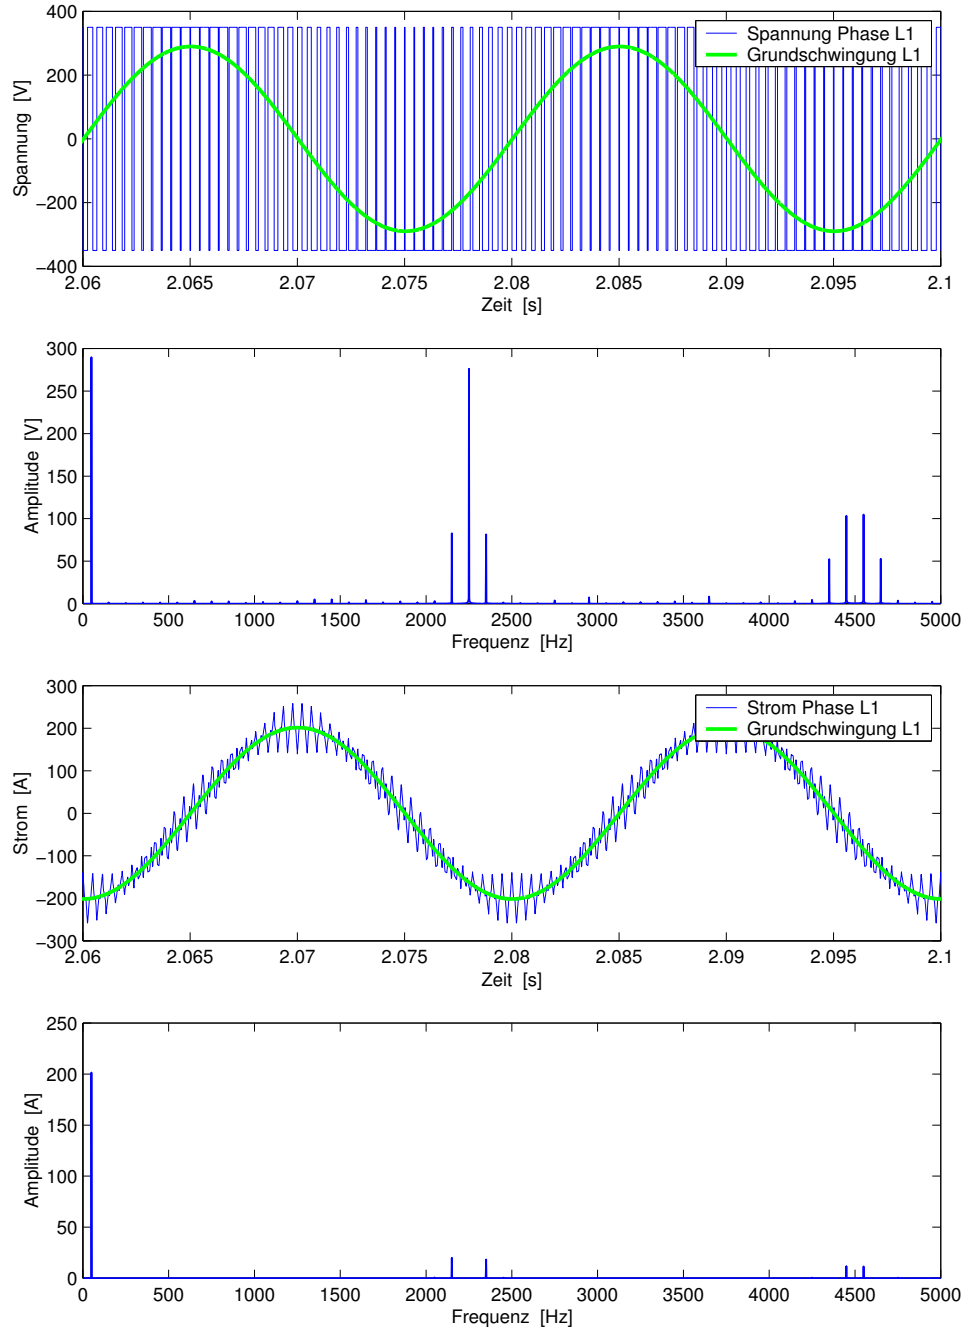 400
200
0
−200
−400
Spannung [V]
Spannung Phase L1
Grundschwingung L1
2.06 2.065 2.07 2.075 2.08 2.085 2.09 2.095 2.1
Zeit [s]
300
250
200
150
100
50
0
Amplitude [V]
0 500 1000 1500 2000 2500 3000 3500 4000 4500 5000
Frequenz [Hz]
300
200
100
0
−100
−200
−300
Strom [A]
Strom Phase L1
Grundschwingung L1
2.06 2.065 2.07 2.075 2.08 2.085 2.09 2.095 2.1
Zeit [s]
250
200
150
100
50
0
Amplitude [A]
0 500 1000 1500 2000 2500 3000 3500 4000 4500 5000
Frequenz [Hz]